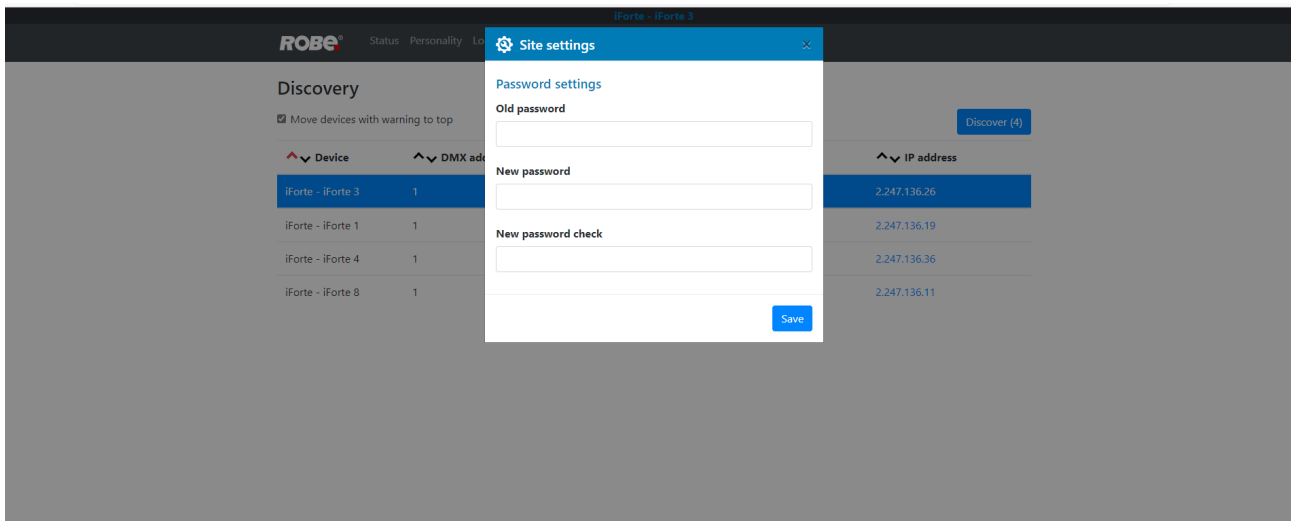 iForte - iForte 3
ROBE® Status Personality
Site settings ×
Password settings
Old password
New password
New password check
Save
Discovery
Move devices with warning to top
Discover (4)
Device DMX IP address
iForte - iForte 3 1 2.247.136.26
iForte - iForte 1 1 2.247.136.19
iForte - iForte 4 1 2.247.136.36
iForte - iForte 8 1 2.247.136.11